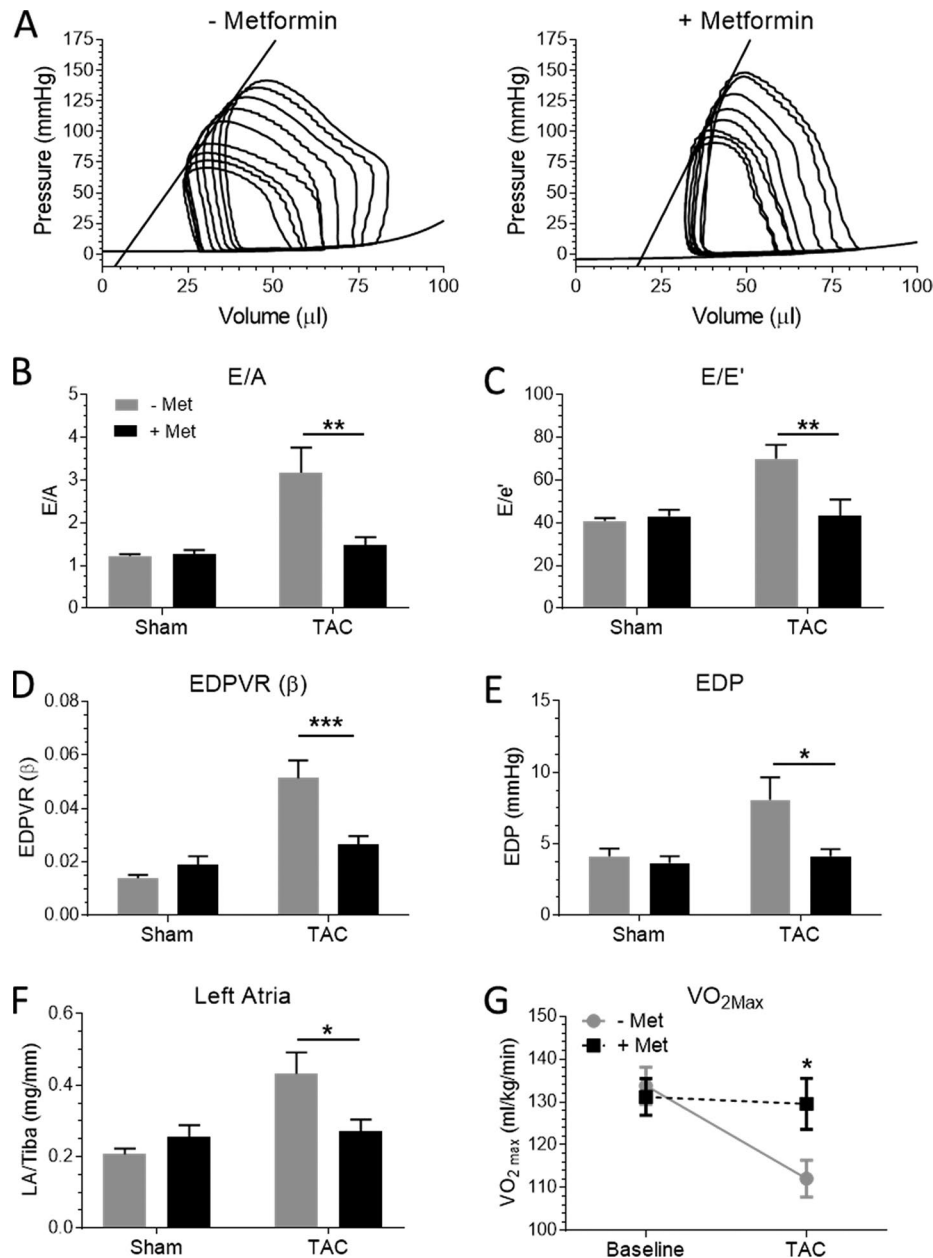 A
- Metformin
+ Metformin
Pressure (mmHg)
175
150
125
100
75
50
25
0
0 25 50 75 100
Volume (μl)
Pressure (mmHg)
175
150
125
100
75
50
25
0
0 25 50 75 100
Volume (μl)
B
E/A
- Met
+ Met
E/A
5
4
3
2
1
0
**
Sham TAC
C
E/E'
E/e'
100
80
60
40
20
0
**
Sham TAC
D
EDPVR (β)
EDPVR (β)
0.08
0.06
0.04
0.02
0.00
***
Sham TAC
E
EDP
EDP (mmHg)
15
10
5
0
*
Sham TAC
F
Left Atria
LA/Tiba (mg/mm)
0.6
0.4
0.2
0.0
*
Sham TAC
G
VO2Max
- Met
+ Met
VO2 max (ml/kg/min)
150
140
130
120
110
100
*
Baseline TAC